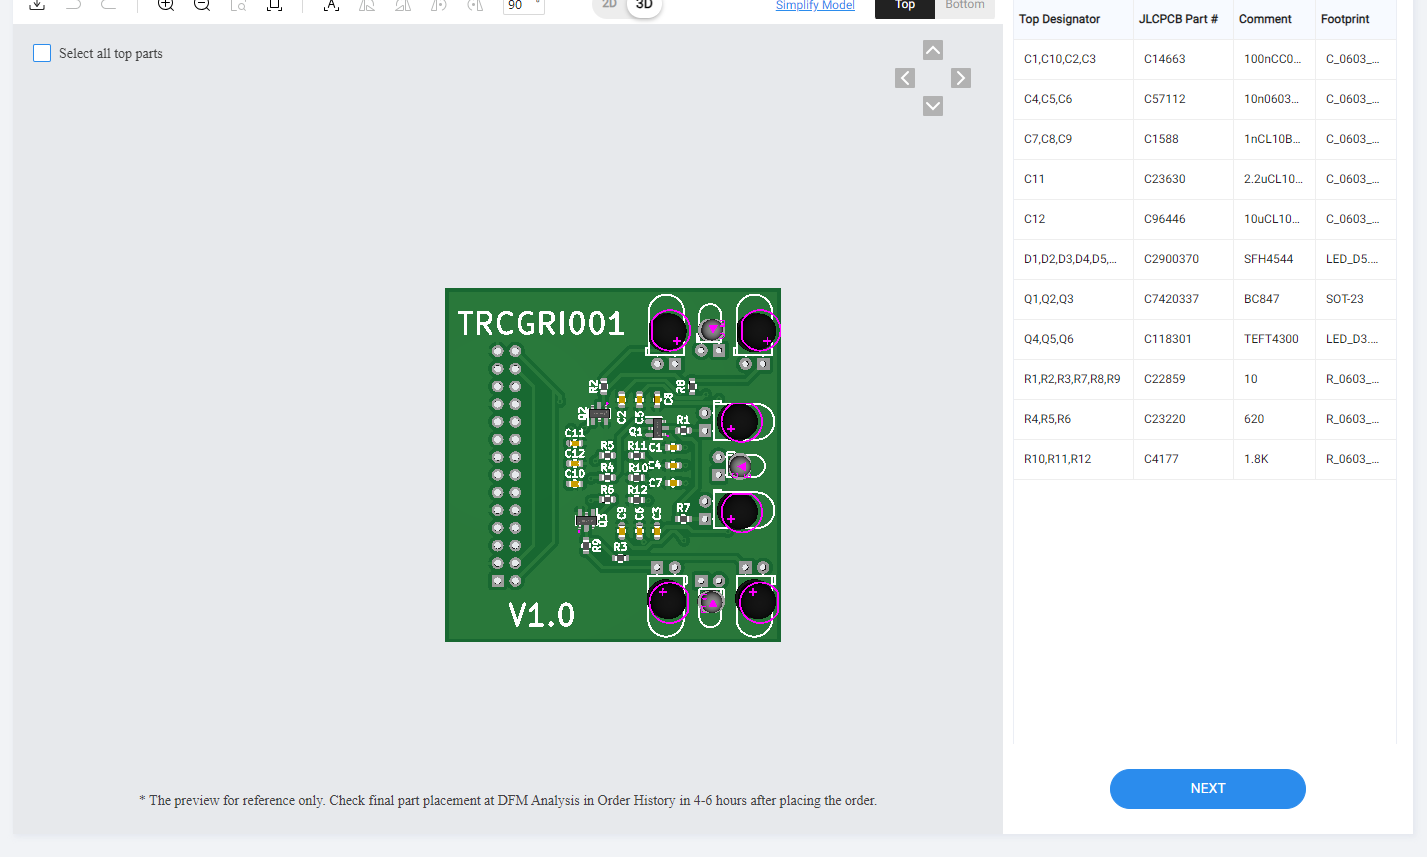 90 °
2D 3D
Simplify Model
Top Bottom
Select all top parts
Top Designator JLCPCB Part # Comment Footprint
C1,C10,C2,C3 C14663 100nCC0... C_0603_...
C4,C5,C6 C57112 10n0603... C_0603_...
C7,C8,C9 C1588 1nCL10B... C_0603_...
C11 C23630 2.2uCL10... C_0603_...
C12 C96446 10uCL10... C_0603_...
D1,D2,D3,D4,D5,... C2900370 SFH4544 LED_D5....
Q1,Q2,Q3 C7420337 BC847 SOT-23
Q4,Q5,Q6 C118301 TEFT4300 LED_D3....
R1,R2,R3,R7,R8,R9 C22859 10 R_0603_...
R4,R5,R6 C23220 620 R_0603_...
R10,R11,R12 C4177 1.8K R_0603_...
TRCGRI001
R2 R8
Q2 C2 C5 C8
C11 Q1 R1
R5 R11 C1
C12
R4 R10 C4
C10
R6 R12 C7
Q3 C9 C6 C3 R7
R9 R3
V1.0
* The preview for reference only. Check final part placement at DFM Analysis in Order History in 4-6 hours after placing the order.
NEXT